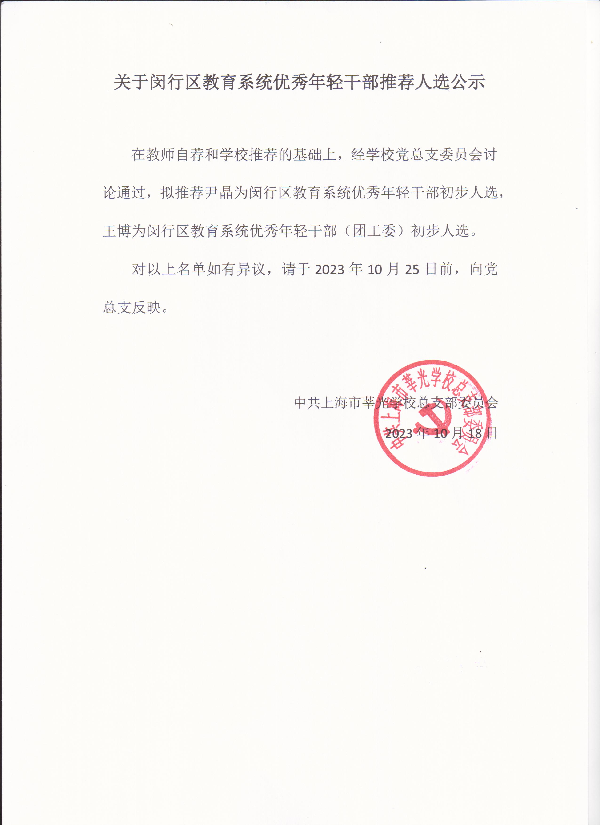 关于闵行区教育系统优秀年轻干部推荐人选公示
在教师自荐和学校推荐的基础上，经学校党总支委员会讨
论通过，拟推荐尹晶为闵行区教育系统优秀年轻干部初步人选，
王博为闵行区教育系统优秀年轻干部（团工委）初步人选。
对以上名单如有异议，请于 2023 年 10 月 25 日前，向党
总支反映。
中共上海市莘光学校总支部委员会
2023 年 10 月 18 日
中共上海市莘光学校总支部委员会